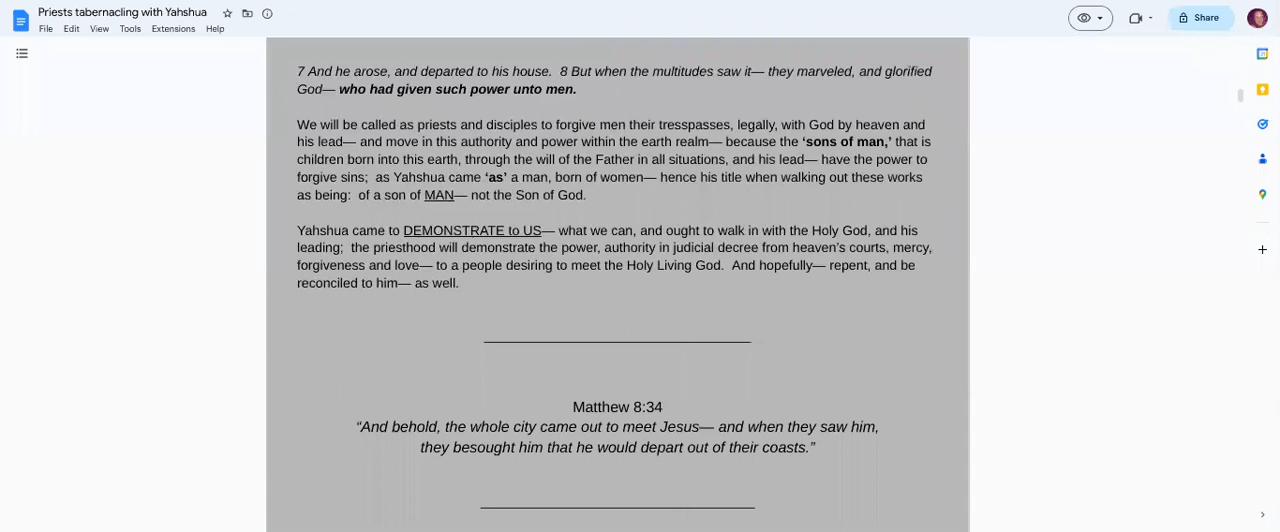 Priests tabernacling with Yahshua
File Edit View Tools Extensions Help
Share
7 And he arose, and departed to his house.  8 But when the multitudes saw it— they marveled, and glorified
God— who had given such power unto men.
We will be called as priests and disciples to forgive men their tresspasses, legally, with God by heaven and
his lead— and move in this authority and power within the earth realm— because the ‘sons of man,’ that is
children born into this earth, through the will of the Father in all situations, and his lead— have the power to
forgive sins;  as Yahshua came ‘as’ a man, born of women— hence his title when walking out these works
as being:  of a son of MAN— not the Son of God.
Yahshua came to DEMONSTRATE to US— what we can, and ought to walk in with the Holy God, and his
leading;  the priesthood will demonstrate the power, authority in judicial decree from heaven’s courts, mercy,
forgiveness and love— to a people desiring to meet the Holy Living God.  And hopefully— repent, and be
reconciled to him— as well.
Matthew 8:34
“And behold, the whole city came out to meet Jesus— and when they saw him,
they besought him that he would depart out of their coasts.”